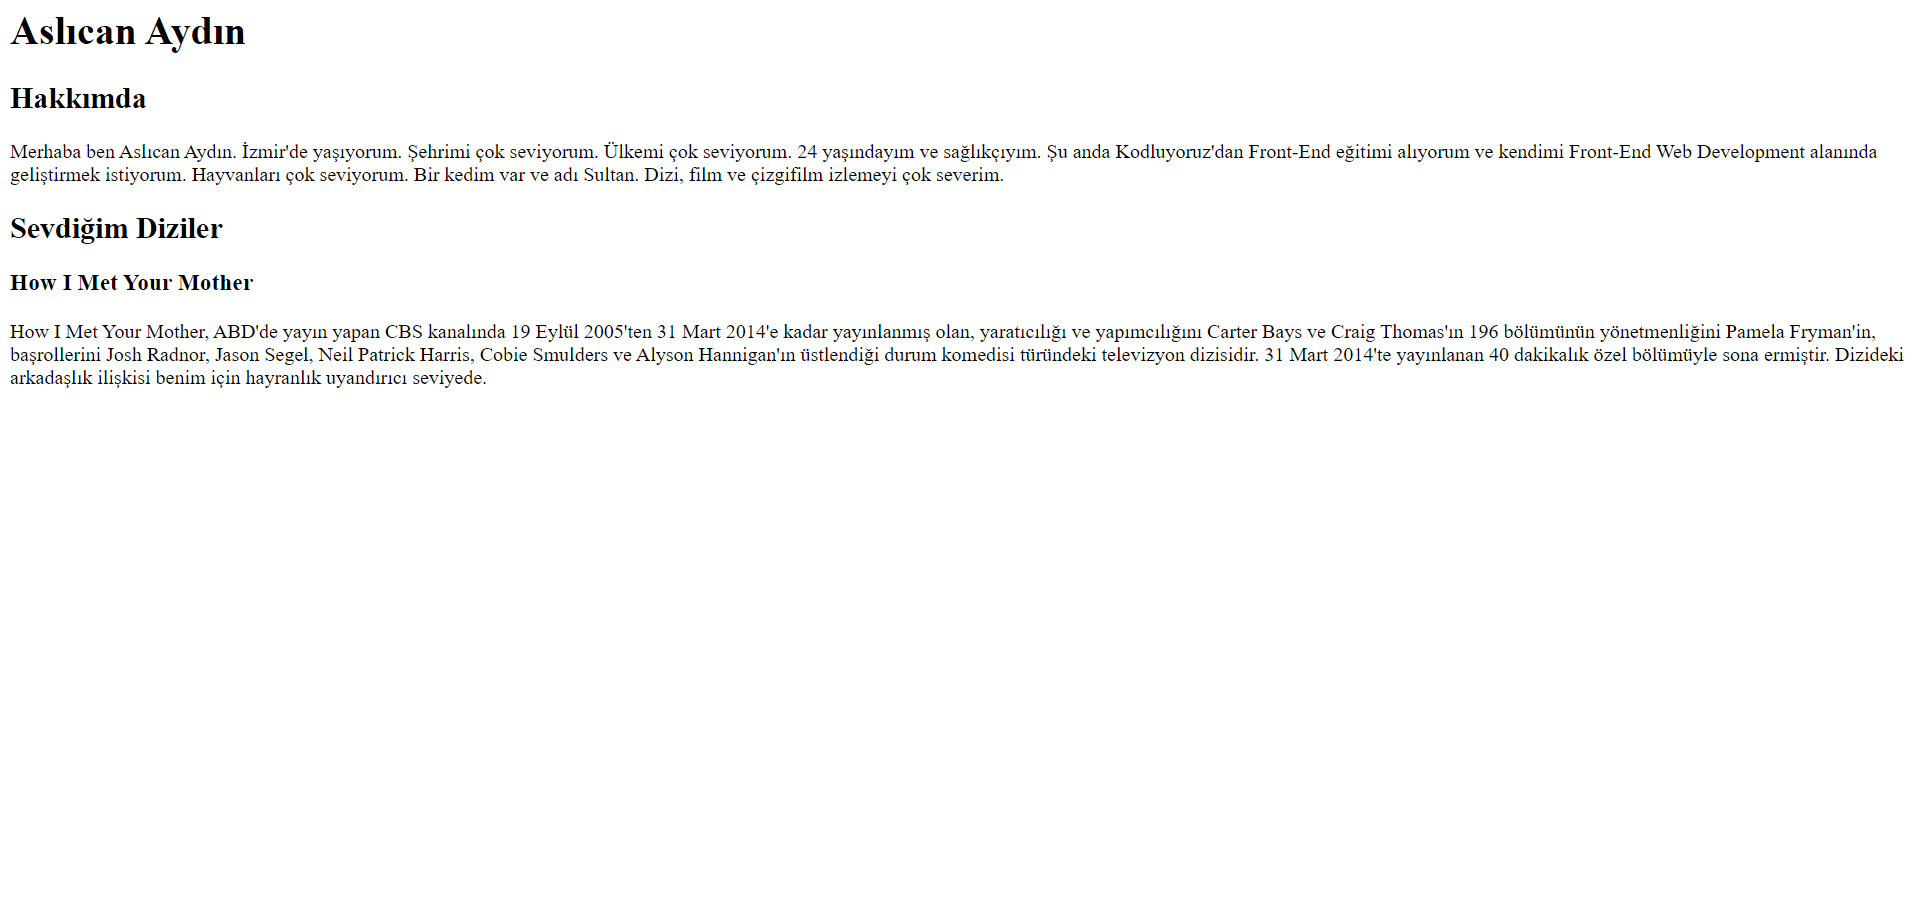 Aslıcan Aydın
Hakkımda
Merhaba ben Aslıcan Aydın. İzmir'de yaşıyorum. Şehrimi çok seviyorum. Ülkemi çok seviyorum. 24 yaşındayım ve sağlıkçıyım. Şu anda Kodluyoruz'dan Front-End eğitimi alıyorum ve kendimi Front-End Web Development alanında
geliştirmek istiyorum. Hayvanları çok seviyorum. Bir kedim var ve adı Sultan. Dizi, film ve çizgifilm izlemeyi çok severim.
Sevdiğim Diziler
How I Met Your Mother
How I Met Your Mother, ABD'de yayın yapan CBS kanalında 19 Eylül 2005'ten 31 Mart 2014'e kadar yayınlanmış olan, yaratıcılığı ve yapımcılığını Carter Bays ve Craig Thomas'ın 196 bölümünün yönetmenliğini Pamela Fryman'in,
başrollerini Josh Radnor, Jason Segel, Neil Patrick Harris, Cobie Smulders ve Alyson Hannigan'ın üstlendiği durum komedisi türündeki televizyon dizisidir. 31 Mart 2014'te yayınlanan 40 dakikalık özel bölümüyle sona ermiştir. Dizideki
arkadaşlık ilişkisi benim için hayranlık uyandırıcı seviyede.